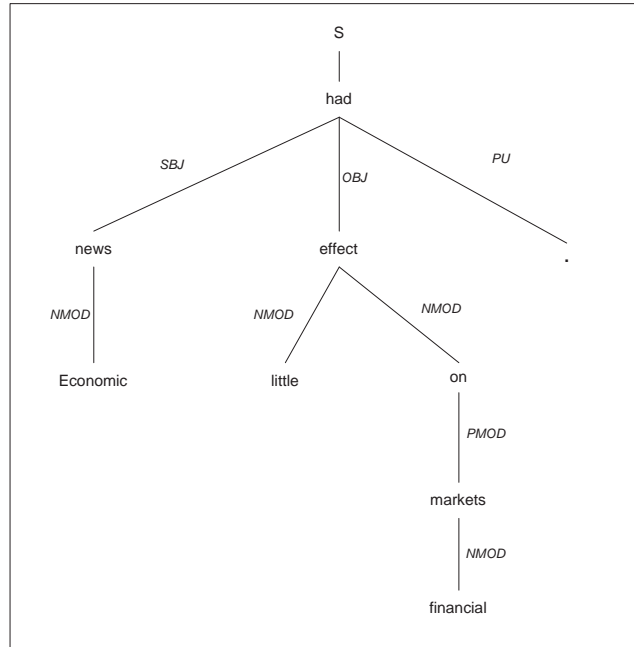 S
had
SBJ
OBJ
PU
news
effect
.
NMOD
NMOD
NMOD
Economic
little
on
PMOD
markets
NMOD
financial